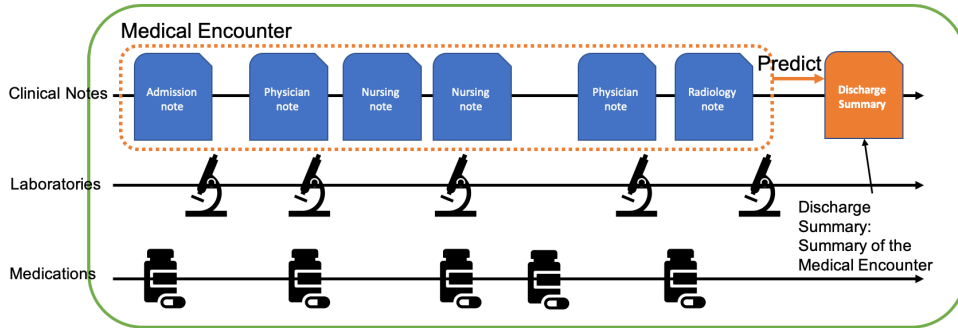 Medical Encounter
Predict
Clinical Notes
Admission
note
Physician
note
Nursing
note
Nursing
note
Physician
note
Radiology
note
Discharge
Summary
Laboratories
Discharge
Summary:
Summary of the
Medical Encounter
Medications